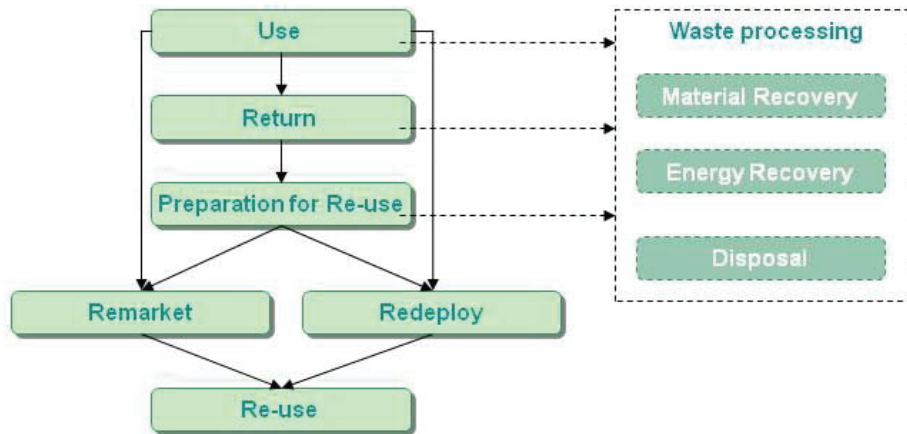 Use
Waste processing
Material Recovery
Return
Energy Recovery
Preparation for Re-use
Disposal
Remarket
Redeploy
Re-use